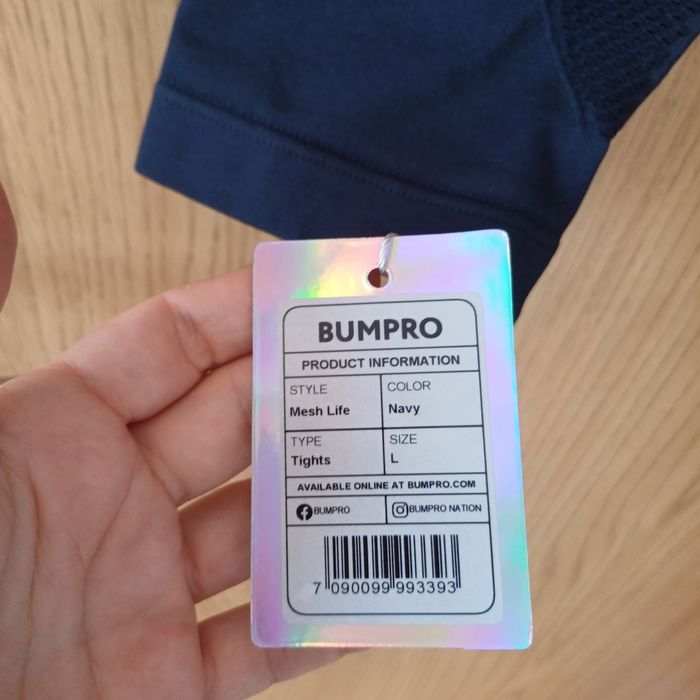 BUMPRO
PRODUCT INFORMATION
STYLE
Mesh Life
COLOR
Navy
TYPE
Tights
SIZE
L
AVAILABLE ONLINE AT BUMPRO.COM
BUMPRO
BUMPRO NATION
7 090099 993393